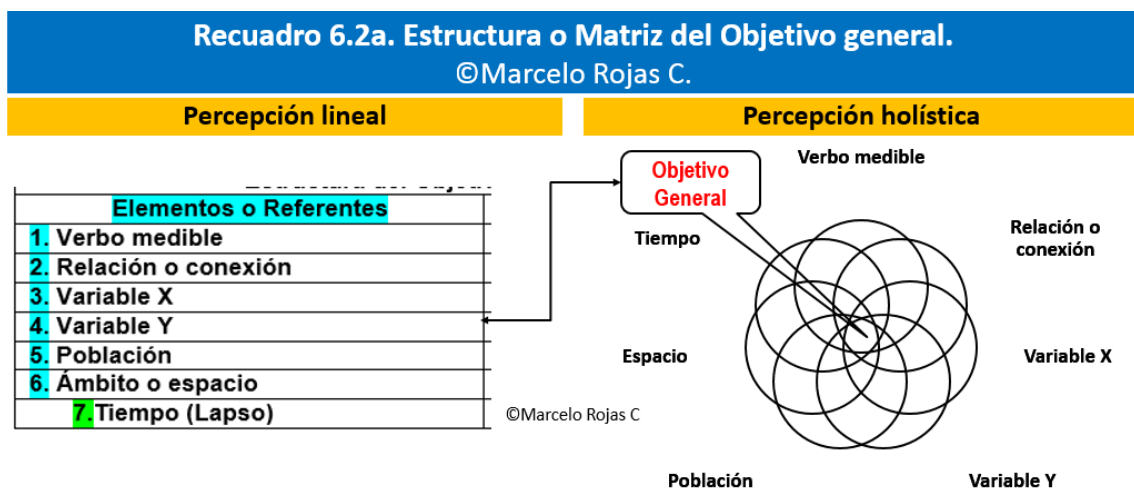 Recuadro 6.2a. Estructura o Matriz del Objetivo general.
©Marcelo Rojas C.
Percepción lineal
Percepción holística
Elementos o Referentes
1. Verbo medible
2. Relación o conexión
3. Variable X
4. Variable Y
5. Población
6. Ámbito o espacio
7.Tiempo (Lapso)
©Marcelo Rojas C
Objetivo
General
Verbo medible
Relación o
conexión
Tiempo
Espacio
Variable X
Población
Variable Y